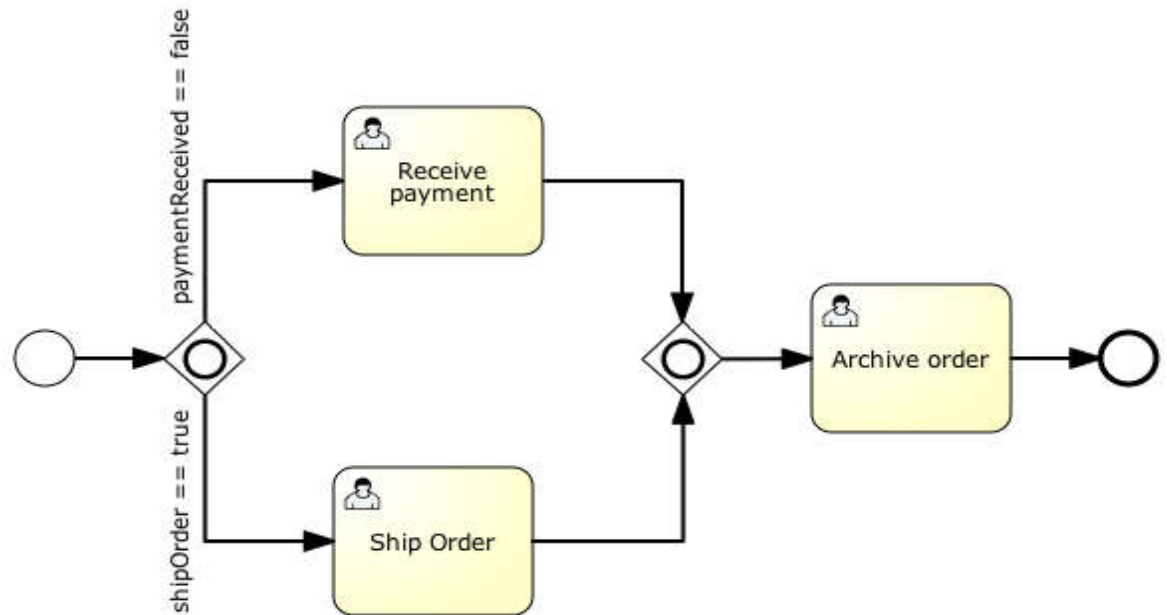 paymentReceived == false
Receive
payment
Archive order
shipOrder == true
Ship Order